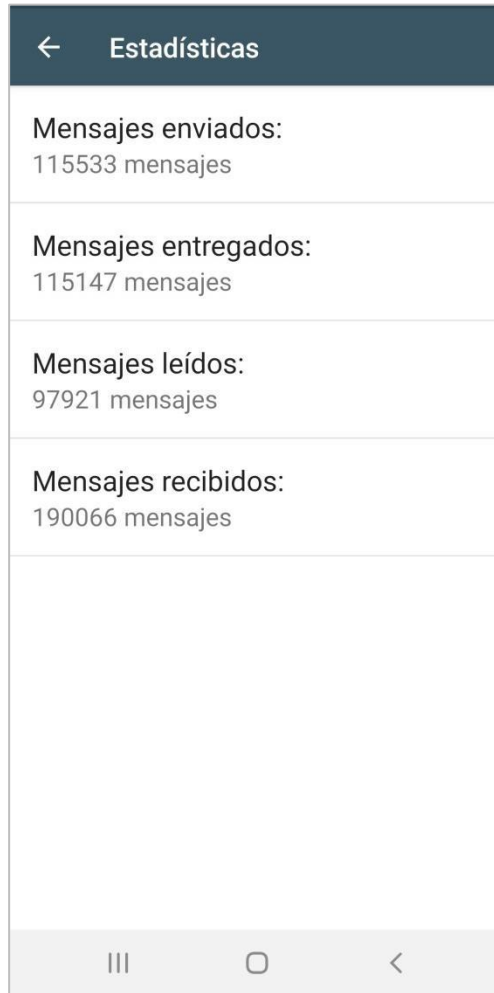 Estadísticas
Mensajes enviados:
115533 mensajes
Mensajes entregados:
115147 mensajes
Mensajes leídos:
97921 mensajes
Mensajes recibidos:
190066 mensajes